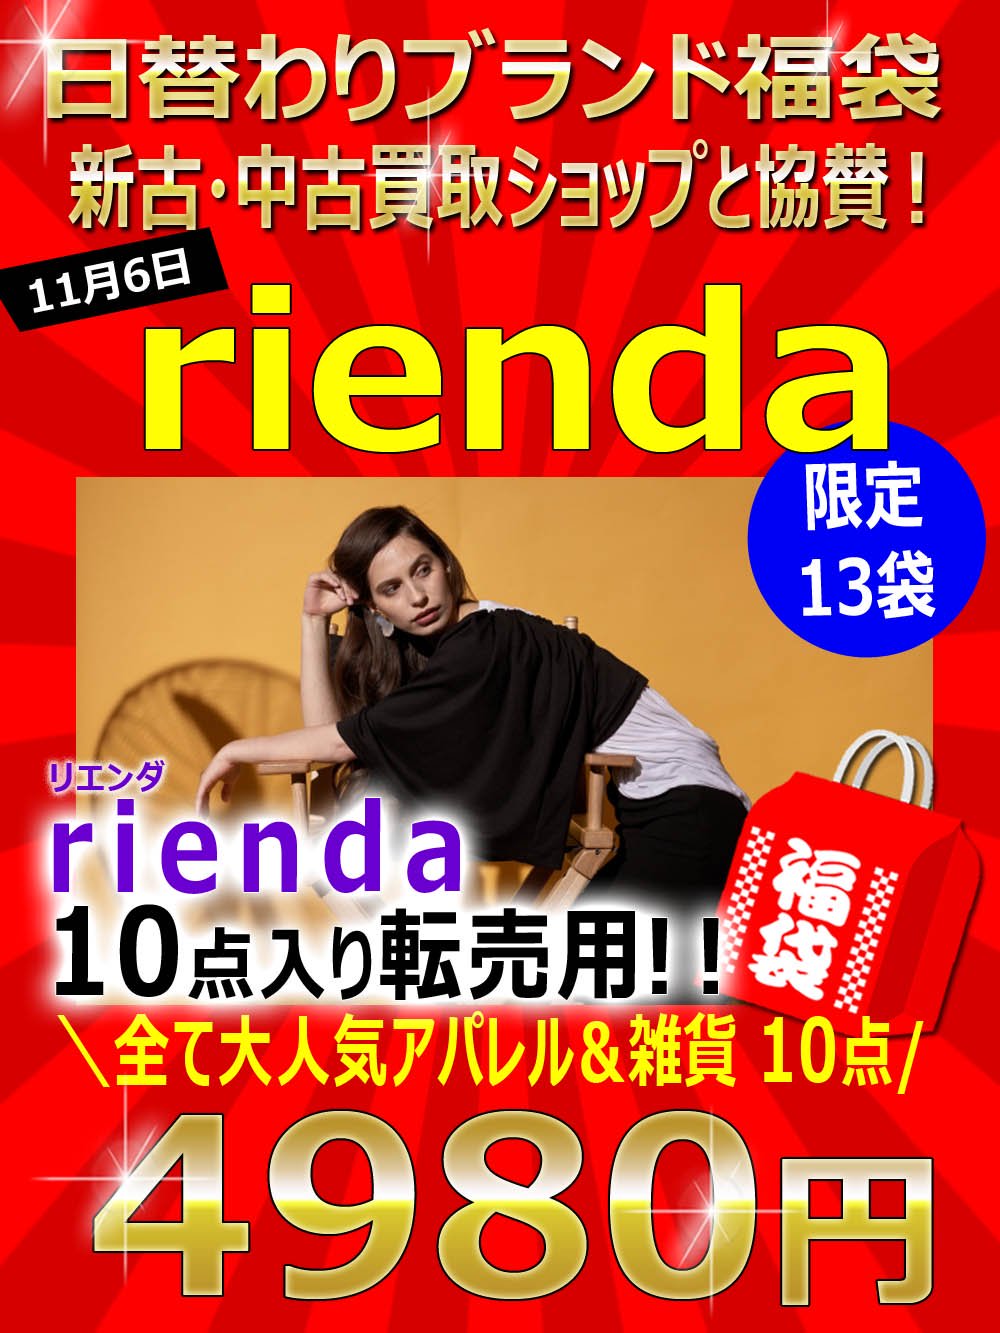 日替わりブランド福袋
新古・中古買取ショップと協賛！
11月6日
rienda
限定
13袋
リエンダ
rienda
10点入り転売用!!
福袋
\全て大人気アパレル&雑貨 10点/
4980円